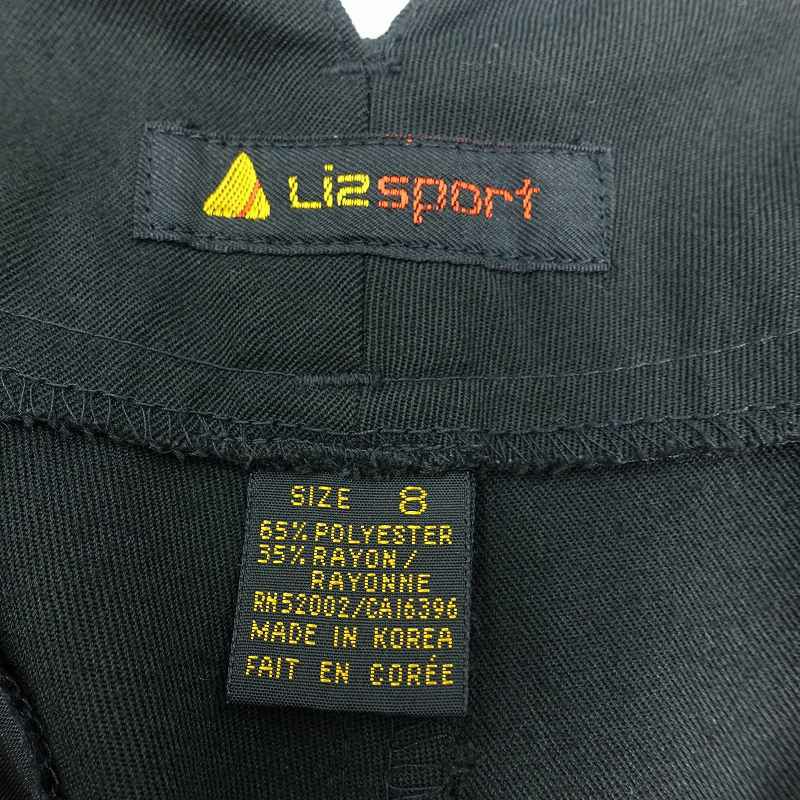 Lizsport
SIZE 8
65% POLYESTER
35% RAYON/
RAYONNE
RN52002/CA16396
MADE IN KOREA
FAIT EN CORÉE